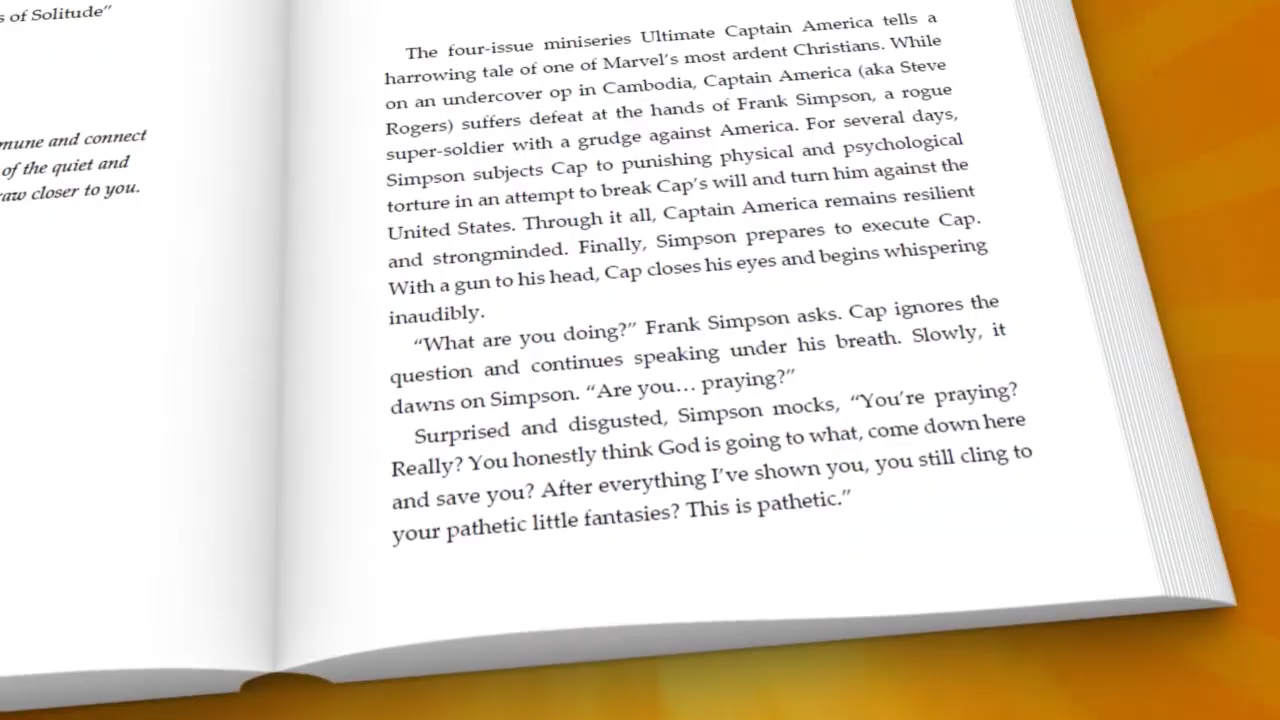 s of Solitude”
mune and connect
of the quiet and
raw closer to you.
The four-issue miniseries Ultimate Captain America tells a
harrowing tale of one of Marvel’s most ardent Christians. While
on an undercover op in Cambodia, Captain America (aka Steve
Rogers) suffers defeat at the hands of Frank Simpson, a rogue
super-soldier with a grudge against America. For several days,
Simpson subjects Cap to punishing physical and psychological
torture in an attempt to break Cap’s will and turn him against the
United States. Through it all, Captain America remains resilient
and strongminded. Finally, Simpson prepares to execute Cap.
With a gun to his head, Cap closes his eyes and begins whispering
inaudibly.
“What are you doing?” Frank Simpson asks. Cap ignores the
question and continues speaking under his breath. Slowly, it
dawns on Simpson. “Are you… praying?”
Surprised and disgusted, Simpson mocks, “You’re praying?
Really? You honestly think God is going to what, come down here
and save you? After everything I’ve shown you, you still cling to
your pathetic little fantasies? This is pathetic.”